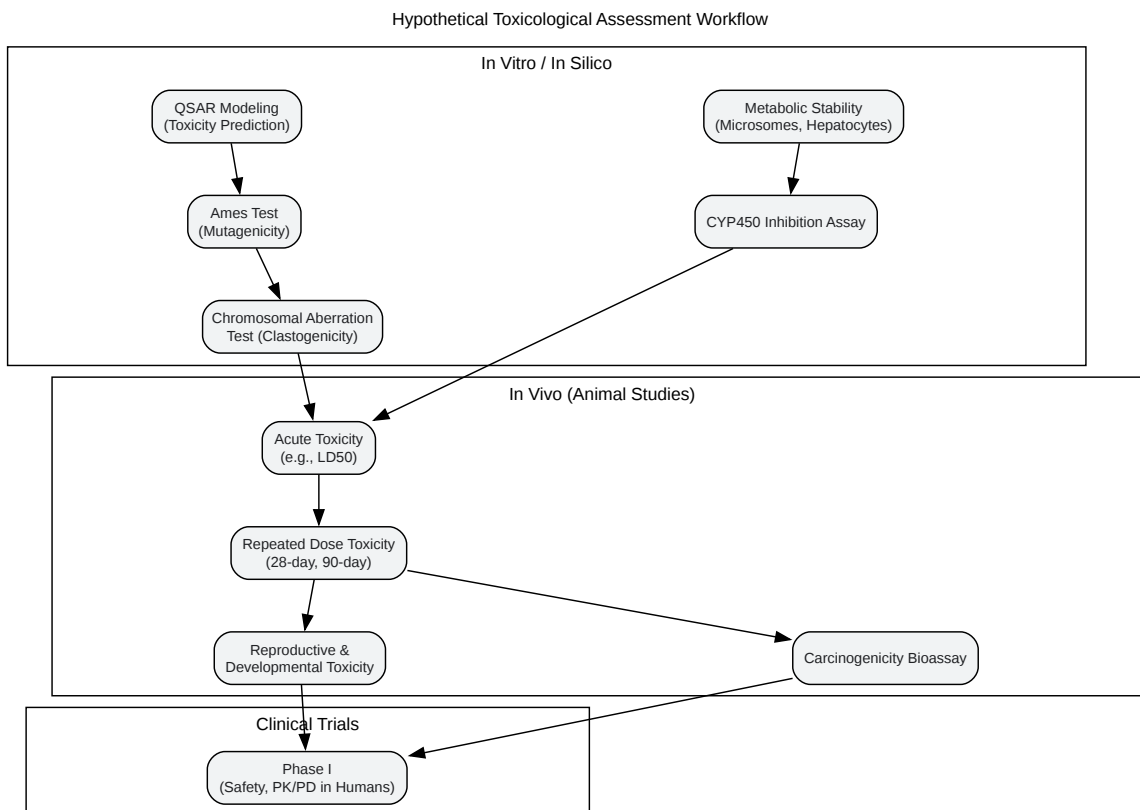 Hypothetical Toxicological Assessment Workflow
In Vitro / In Silico
QSAR Modeling
(Toxicity Prediction)
Metabolic Stability
(Microsomes, Hepatocytes)
Ames Test
(Mutagenicity)
CYP450 Inhibition Assay
Chromosomal Aberration
Test (Clastogenicity)
In Vivo (Animal Studies)
Acute Toxicity
(e.g., LD50)
Repeated Dose Toxicity
(28-day, 90-day)
Reproductive &
Developmental Toxicity
Carcinogenicity Bioassay
Clinical Trials
Phase I
(Safety, PK/PD in Humans)